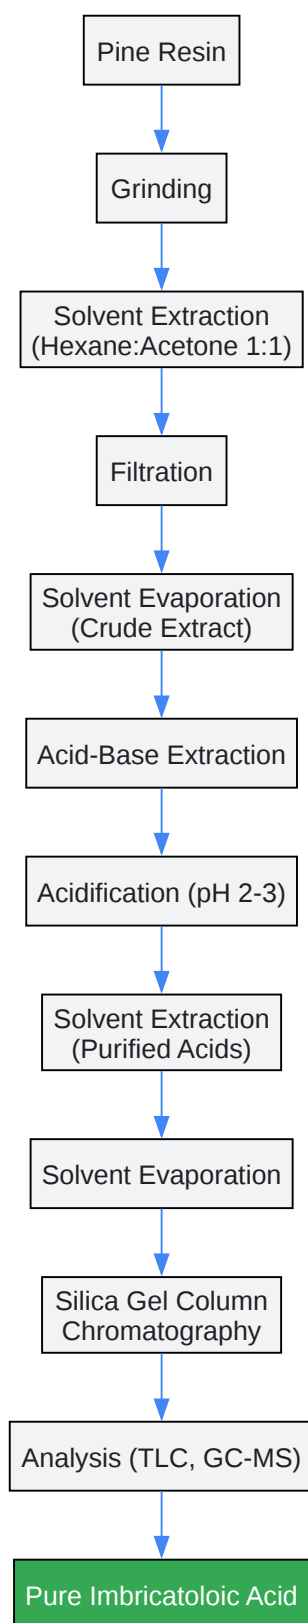 Pine Resin
Grinding
Solvent Extraction
(Hexane:Acetone 1:1)
Filtration
Solvent Evaporation
(Crude Extract)
Acid-Base Extraction
Acidification (pH 2-3)
Solvent Extraction
(Purified Acids)
Solvent Evaporation
Silica Gel Column
Chromatography
Analysis (TLC, GC-MS)
Pure Imbricatoloic Acid